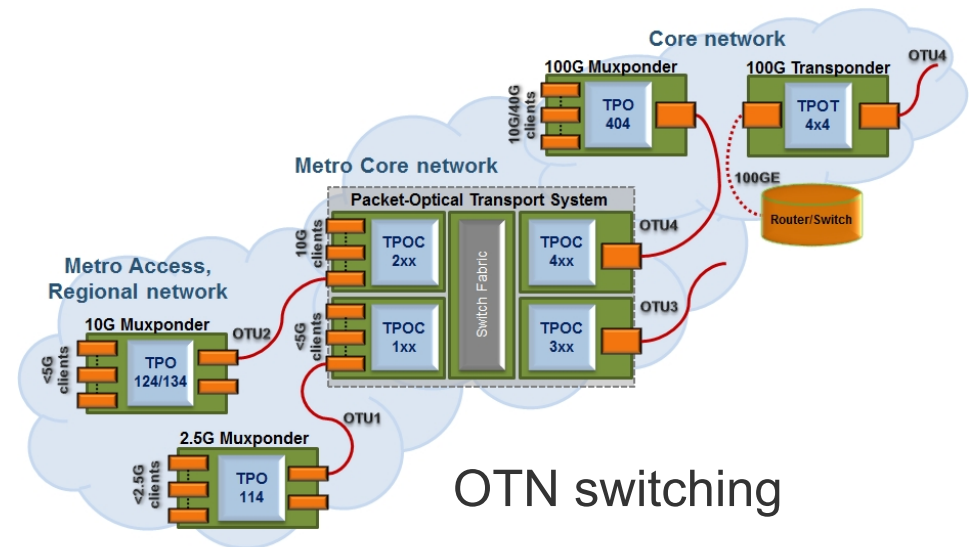 Core network
OTU4
100G Muxponder
100G Transponder
10G/40G
clients
TPO
404
TPOT
4x4
Metro Core network
100GE
Packet-Optical Transport System
Router/Switch
10G
clients
TPOC
2xx
Switch Fabric
TPOC
4xx
OTU4
Metro Access,
Regional network
OTU3
10G Muxponder
OTU2
<5G
clients
TPOC
1xx
TPOC
3xx
<5G
clients
TPO
124/134
OTU1
2.5G Muxponder
<2.5G
clients
TPO
114
OTN switching